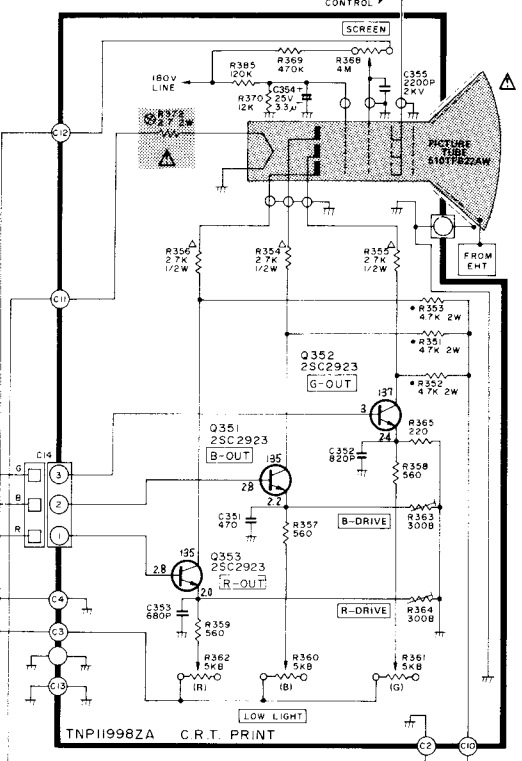 CONTROL
SCREEN
R369
470K
R368
4M
R385
120K
180V
LINE
R370
12K
C354
+
25V
3.3µ
C355
2200P
2KV
R372
2.7 2W
C12
PICTURE
TUBE
510TFB22AW
FROM
EHT
R356
2.7K
1/2W
R354
2.7K
1/2W
R355
2.7K
1/2W
C11
R353
4.7K 2W
R351
4.7K 2W
R352
4.7K 2W
Q352
2SC2923
G-OUT
137
3
2.4
R365
220
C352
820P
R358
560
Q351
2SC2923
B-OUT
135
2.8
2.2
C14
G
3
B
2
R
1
C351
470
R357
560
B-DRIVE
R363
300B
135
Q353
2SC2923
R-OUT
2.8
2.0
C353
680P
R359
560
R-DRIVE
R364
300B
C4
C3
C13
R362
5KB
(R)
R360
5KB
(B)
R361
5KB
(G)
LOW LIGHT
TNP11998ZA C.R.T. PRINT
C2
C10